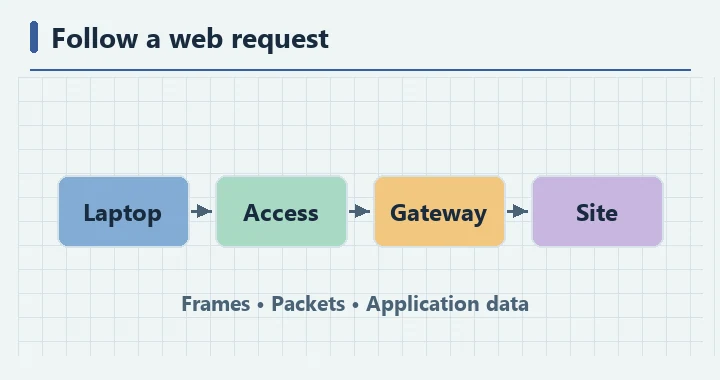 Follow a web request
Laptop Access Gateway Site
Frames • Packets • Application data